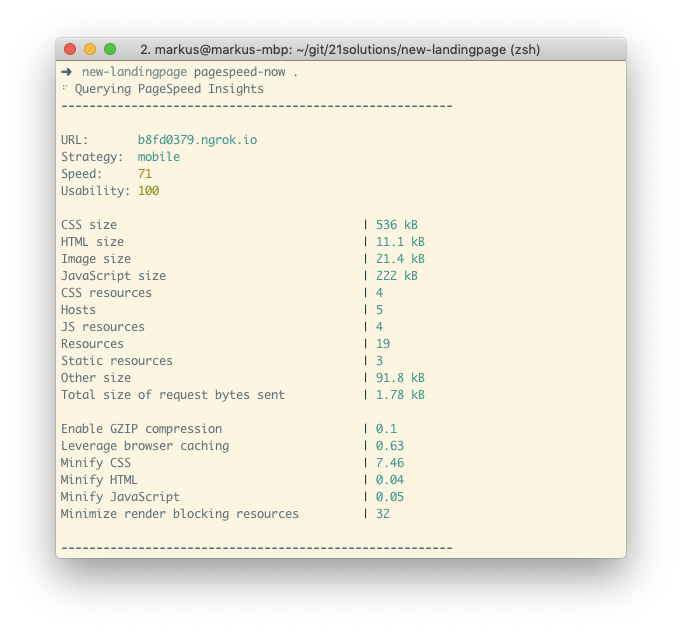 2. markus@markus-mbp: ~/git/21solutions/new-landingpage (zsh)
➜ new-landingpage pagespeed-now .
⠋ Querying PageSpeed Insights
--------------------------------------------------------
URL: b8fd0379.ngrok.io
Strategy: mobile
Speed: 71
Usability: 100
CSS size | 536 kB
HTML size | 11.1 kB
Image size | 21.4 kB
JavaScript size | 222 kB
CSS resources | 4
Hosts | 5
JS resources | 4
Resources | 19
Static resources | 3
Other size | 91.8 kB
Total size of request bytes sent | 1.78 kB
Enable GZIP compression | 0.1
Leverage browser caching | 0.63
Minify CSS | 7.46
Minify HTML | 0.04
Minify JavaScript | 0.05
Minimize render blocking resources | 32
--------------------------------------------------------